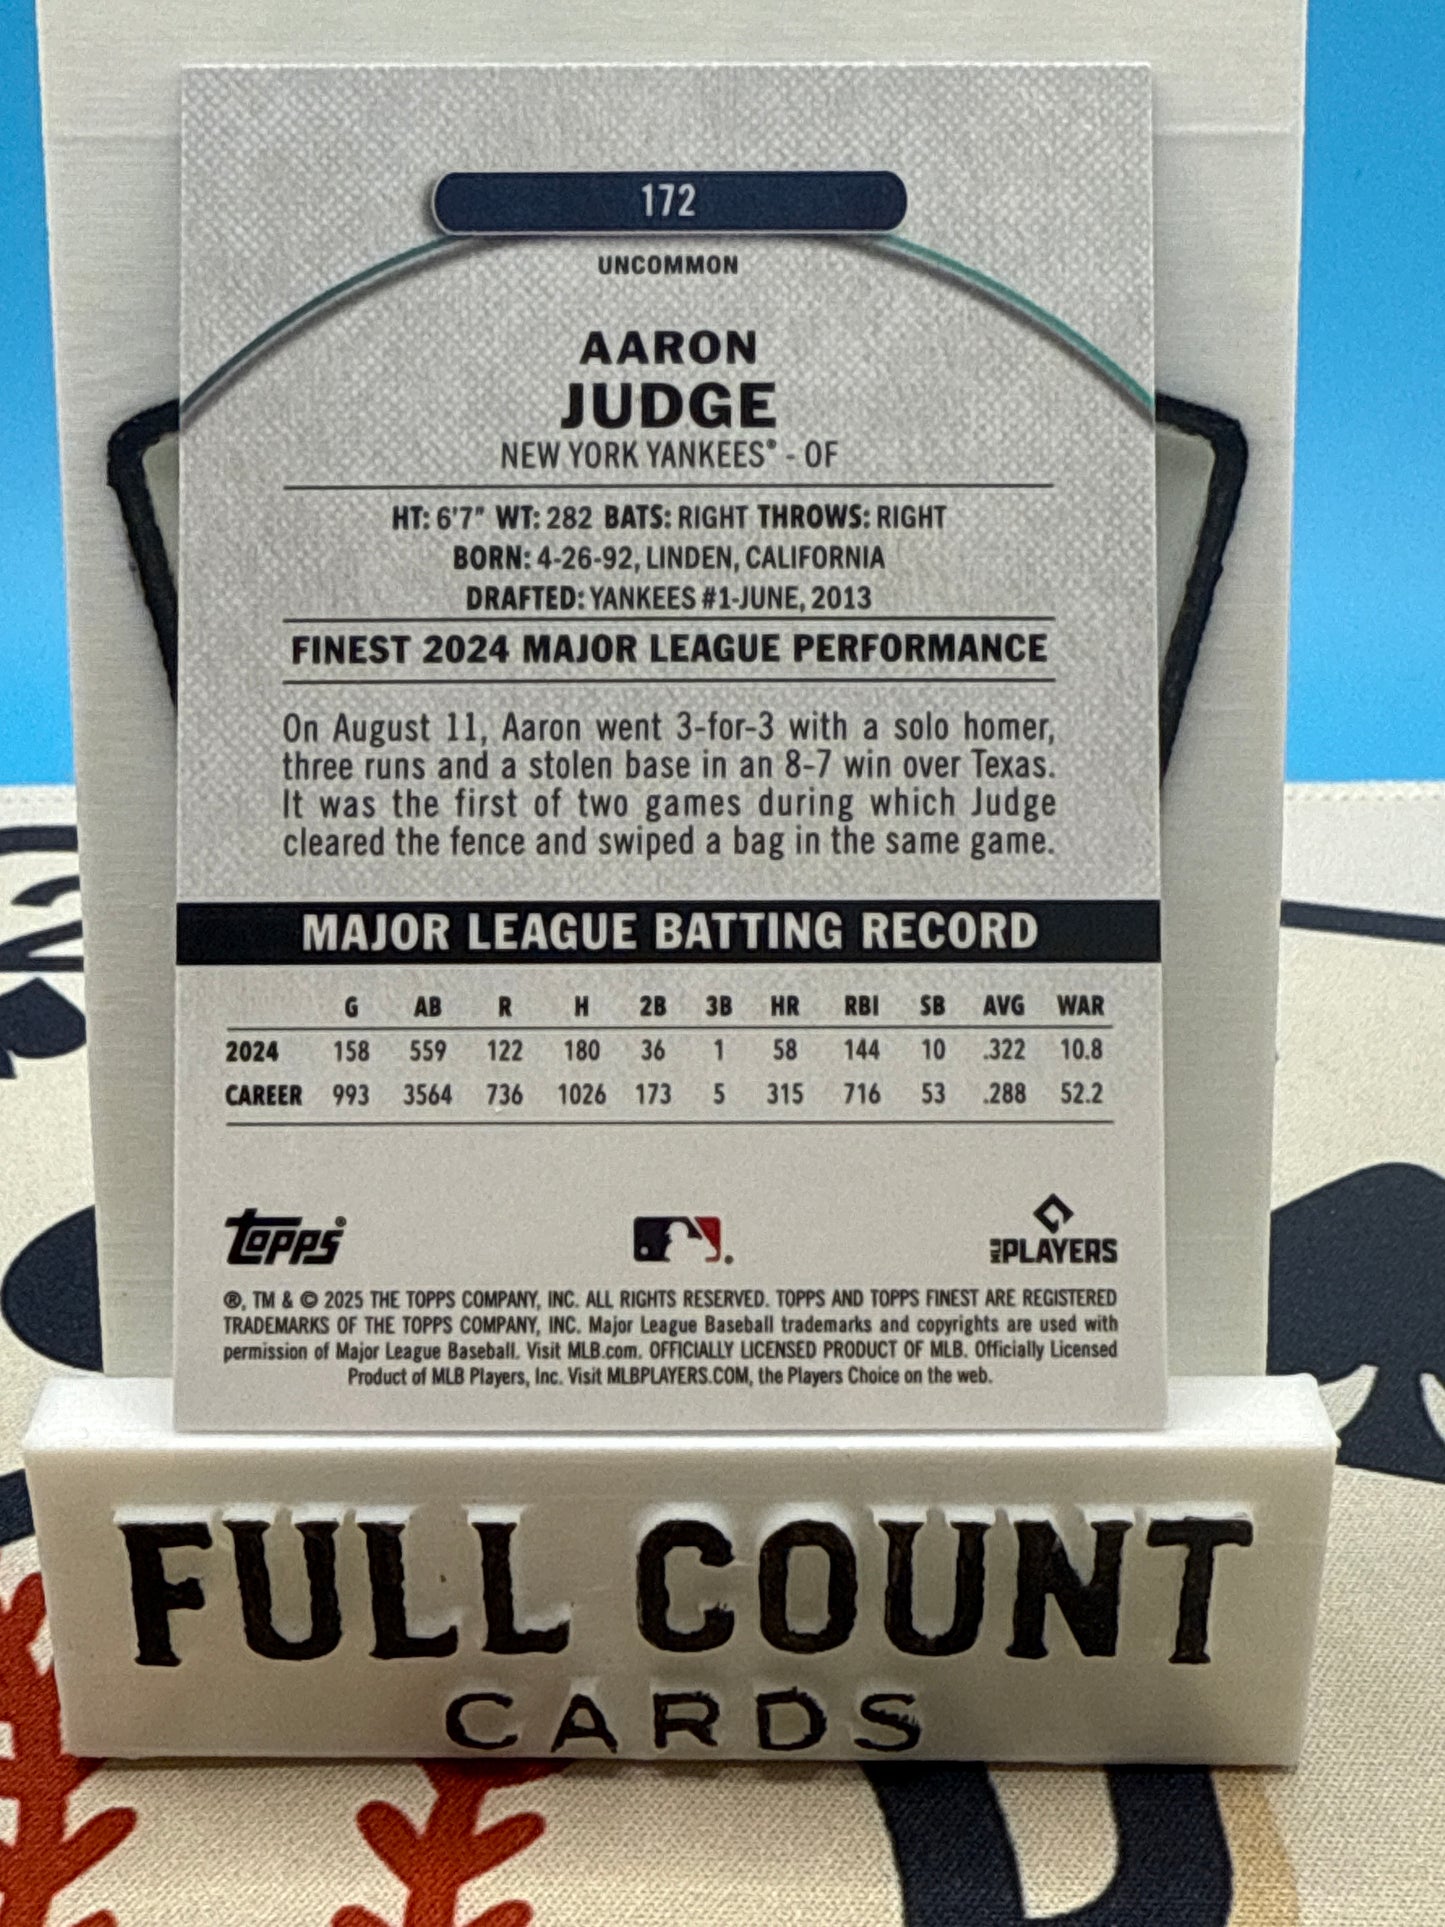 172
UNCOMMON
AARON
JUDGE
NEW YORK YANKEES® - OF
HT: 6'7" WT: 282 BATS: RIGHT THROWS: RIGHT
BORN: 4-26-92, LINDEN, CALIFORNIA
DRAFTED: YANKEES #1-JUNE, 2013
FINEST 2024 MAJOR LEAGUE PERFORMANCE
On August 11, Aaron went 3-for-3 with a solo homer,
three runs and a stolen base in an 8-7 win over Texas.
It was the first of two games during which Judge
cleared the fence and swiped a bag in the same game.
MAJOR LEAGUE BATTING RECORD
G AB R H 2B 3B HR RBI SB AVG WAR
2024 158 559 122 180 36 1 58 144 10 .322 10.8
CAREER 993 3564 736 1026 173 5 315 716 53 .288 52.2
Topps® MLB PLAYERS
®, TM & © 2025 THE TOPPS COMPANY, INC. ALL RIGHTS RESERVED. TOPPS AND TOPPS FINEST ARE REGISTERED
TRADEMARKS OF THE TOPPS COMPANY, INC. Major League Baseball trademarks and copyrights are used with
permission of Major League Baseball. Visit MLB.com. OFFICIALLY LICENSED PRODUCT OF MLB. Officially Licensed
Product of MLB Players, Inc. Visit MLBPLAYERS.COM, the Players Choice on the web.
FULL COUNT
CARDS